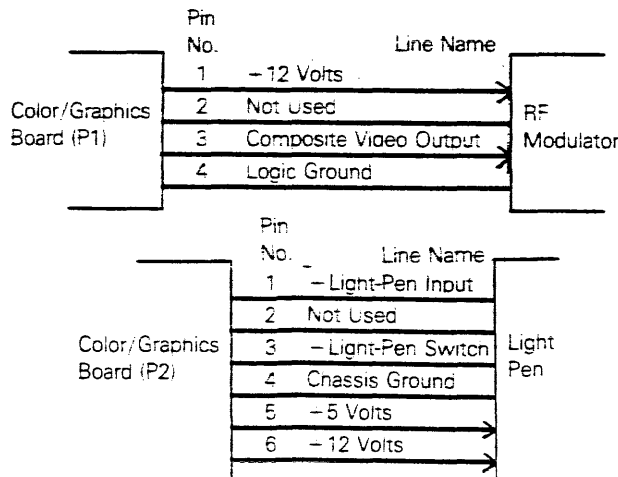 Pin
No. Line Name
1 – 12 Volts
2 Not Used
3 Composite Video Output
4 Logic Ground
Color/Graphics
Board (P1)
RF
Modulator
Pin
No. Line Name
1 – Light-Pen Input
2 Not Used
3 – Light-Pen Switch
4 Chassis Ground
5 – 5 Volts
6 – 12 Volts
Color/Graphics
Board (P2)
Light
Pen